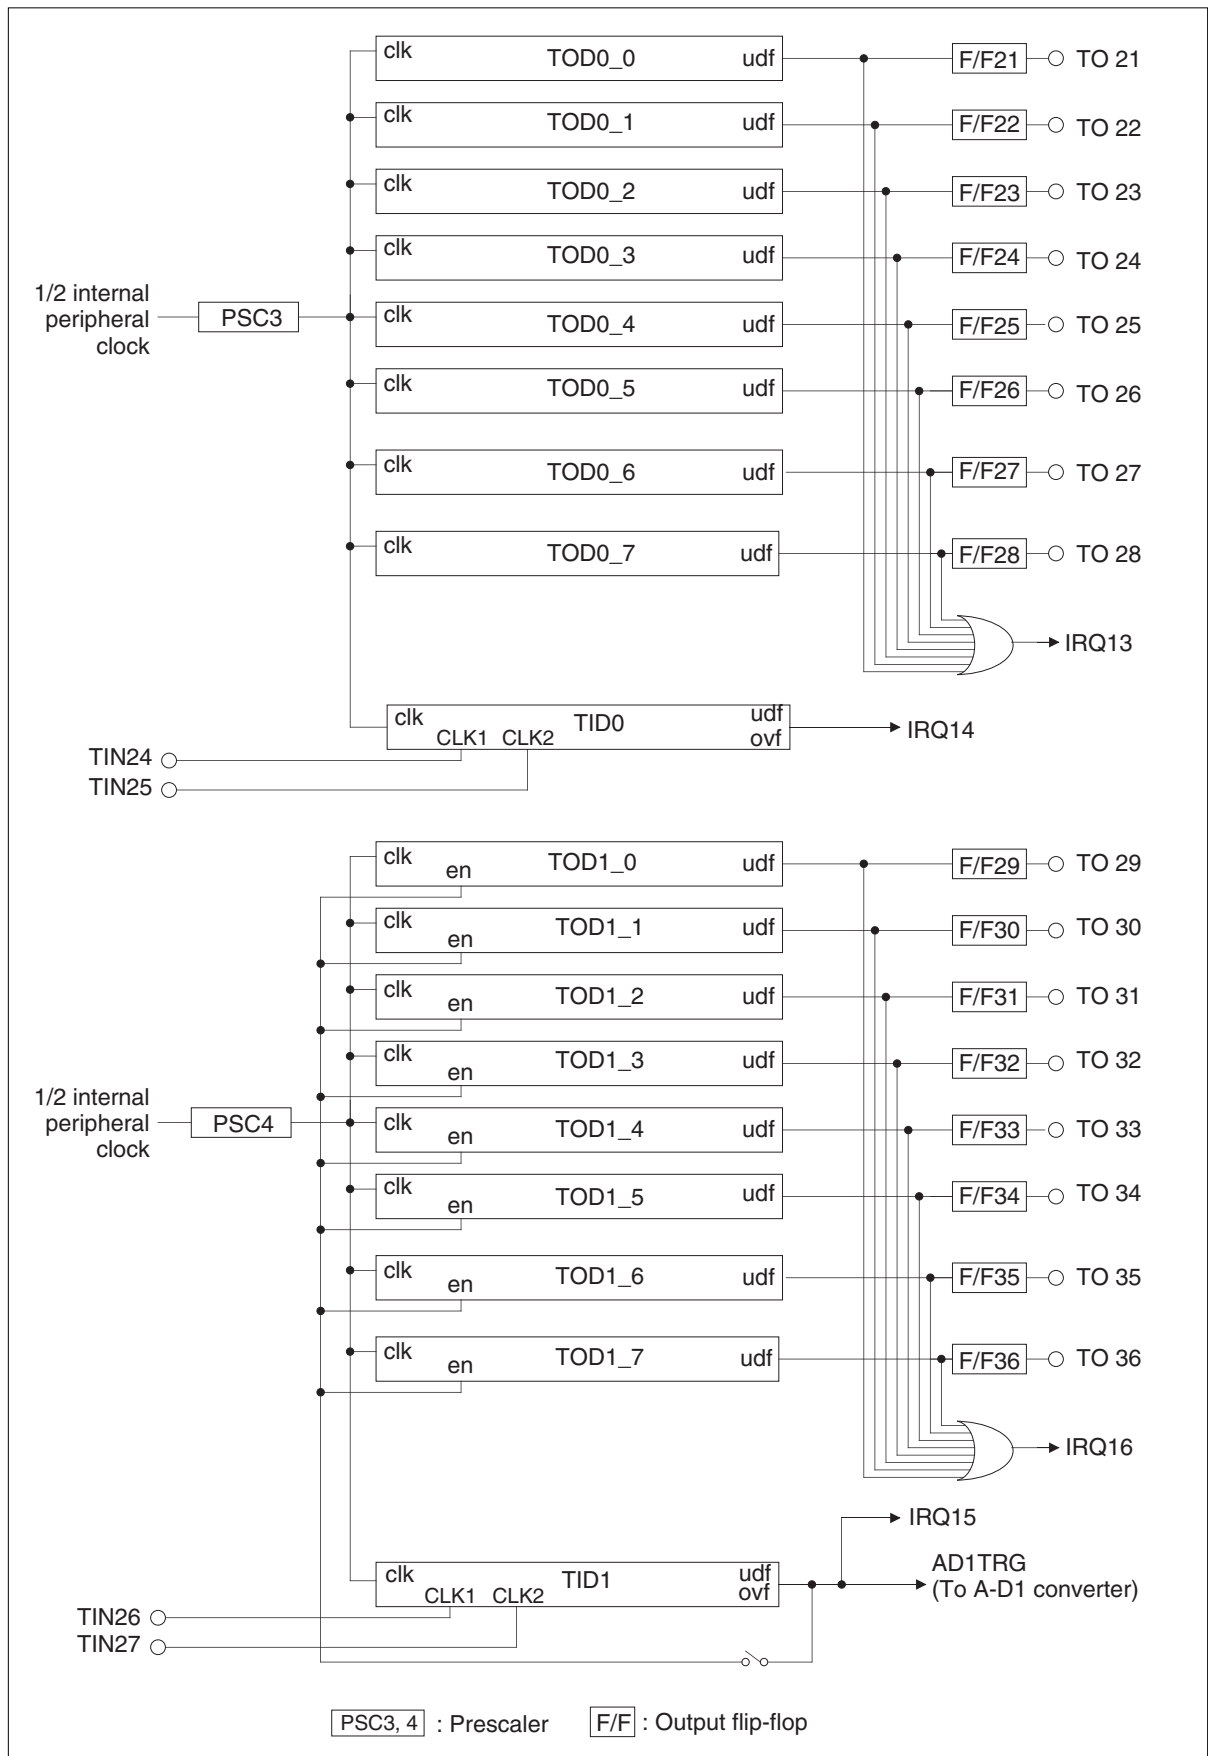 clk TOD0_0 udf F/F21 TO 21
clk TOD0_1 udf F/F22 TO 22
clk TOD0_2 udf F/F23 TO 23
clk TOD0_3 udf F/F24 TO 24
1/2 internal
peripheral
clock
PSC3
clk TOD0_4 udf F/F25 TO 25
clk TOD0_5 udf F/F26 TO 26
clk TOD0_6 udf F/F27 TO 27
clk TOD0_7 udf F/F28 TO 28
IRQ13
clk TID0 udf
CLK1 CLK2 ovf
IRQ14
TIN24
TIN25
clk en TOD1_0 udf F/F29 TO 29
clk en TOD1_1 udf F/F30 TO 30
clk en TOD1_2 udf F/F31 TO 31
clk en TOD1_3 udf F/F32 TO 32
1/2 internal
peripheral
clock
PSC4
clk en TOD1_4 udf F/F33 TO 33
clk en TOD1_5 udf F/F34 TO 34
clk en TOD1_6 udf F/F35 TO 35
clk en TOD1_7 udf F/F36 TO 36
IRQ16
IRQ15
clk TID1 udf
CLK1 CLK2 ovf
AD1TRG
(To A-D1 converter)
TIN26
TIN27
PSC3, 4 : Prescaler F/F : Output flip-flop